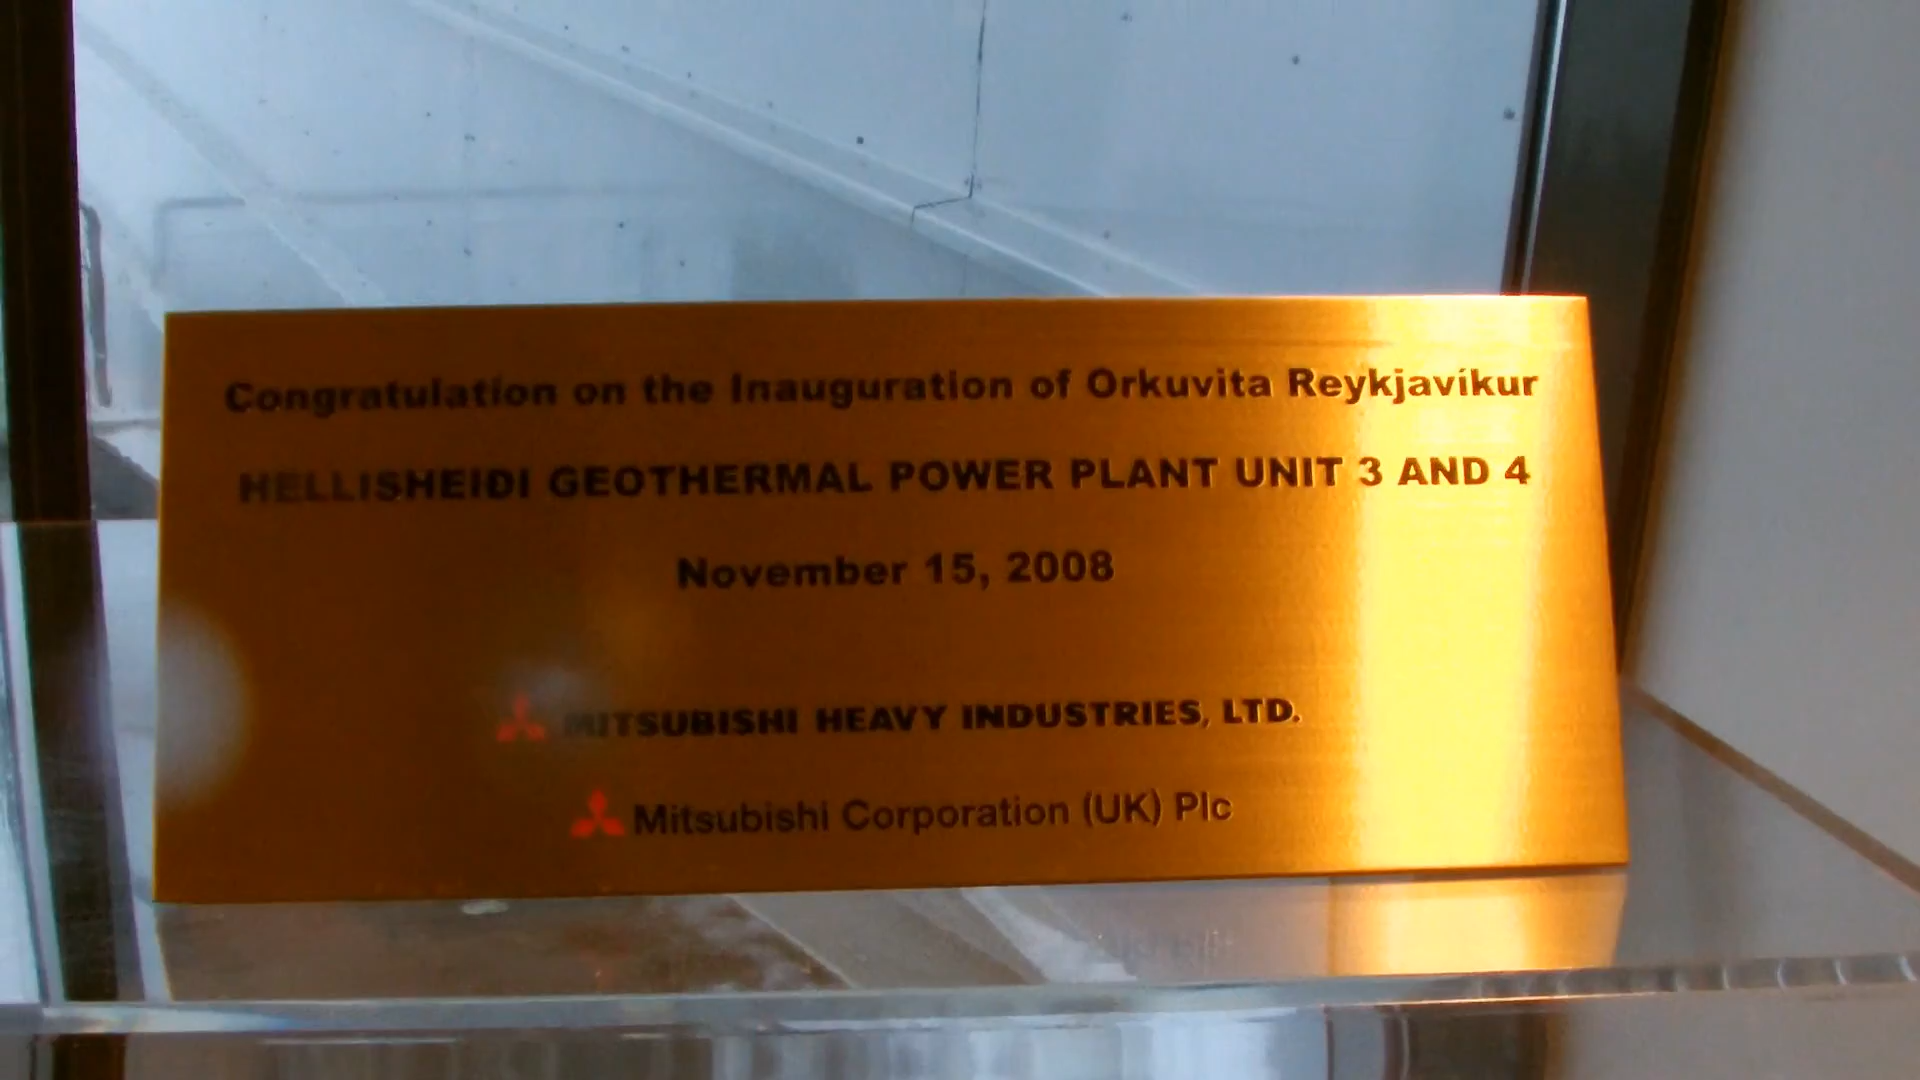 Congratulation on the Inauguration of Orkuvita Reykjavíkur
HELLISHEIDI GEOTHERMAL POWER PLANT UNIT 3 AND 4
November 15, 2008
MITSUBISHI HEAVY INDUSTRIES, LTD.
Mitsubishi Corporation (UK) Plc